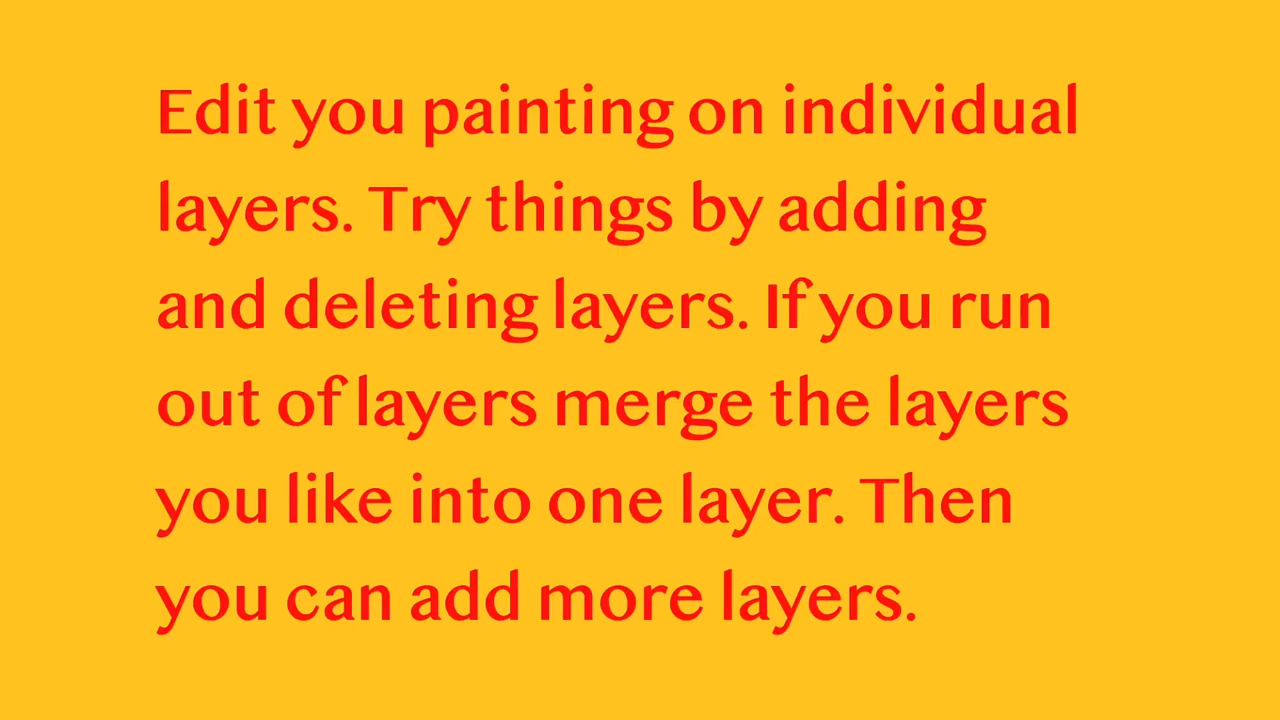 Edit you painting on individual
layers. Try things by adding
and deleting layers. If you run
out of layers merge the layers
you like into one layer. Then
you can add more layers.